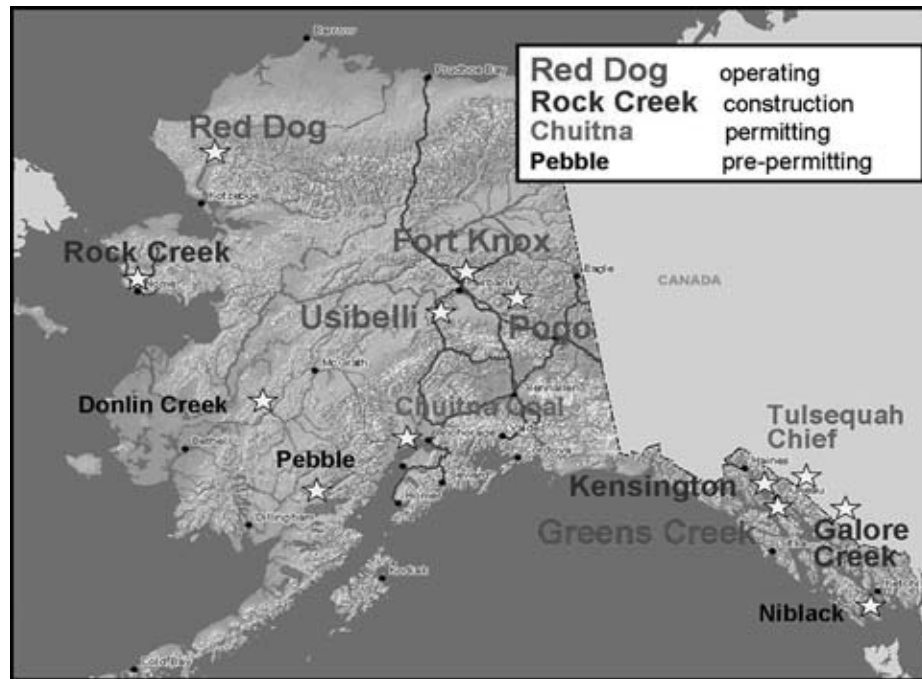 Barrow
Prudhoe Bay
Red Dog operating
Rock Creek construction
Chuitna permitting
Pebble pre-permitting
Red Dog
Kotzebue
Rock Creek
Fort Knox
Eagle
CANADA
Usibelli
Pogo
McGrath
Donlin Creek
Chuitna Coal
Tulsequah
Chief
Bethel
Pebble
Haines
Kensington
Dillingham
Greens Creek
Galore
Creek
Kodiak
Niblack
Cold Bay